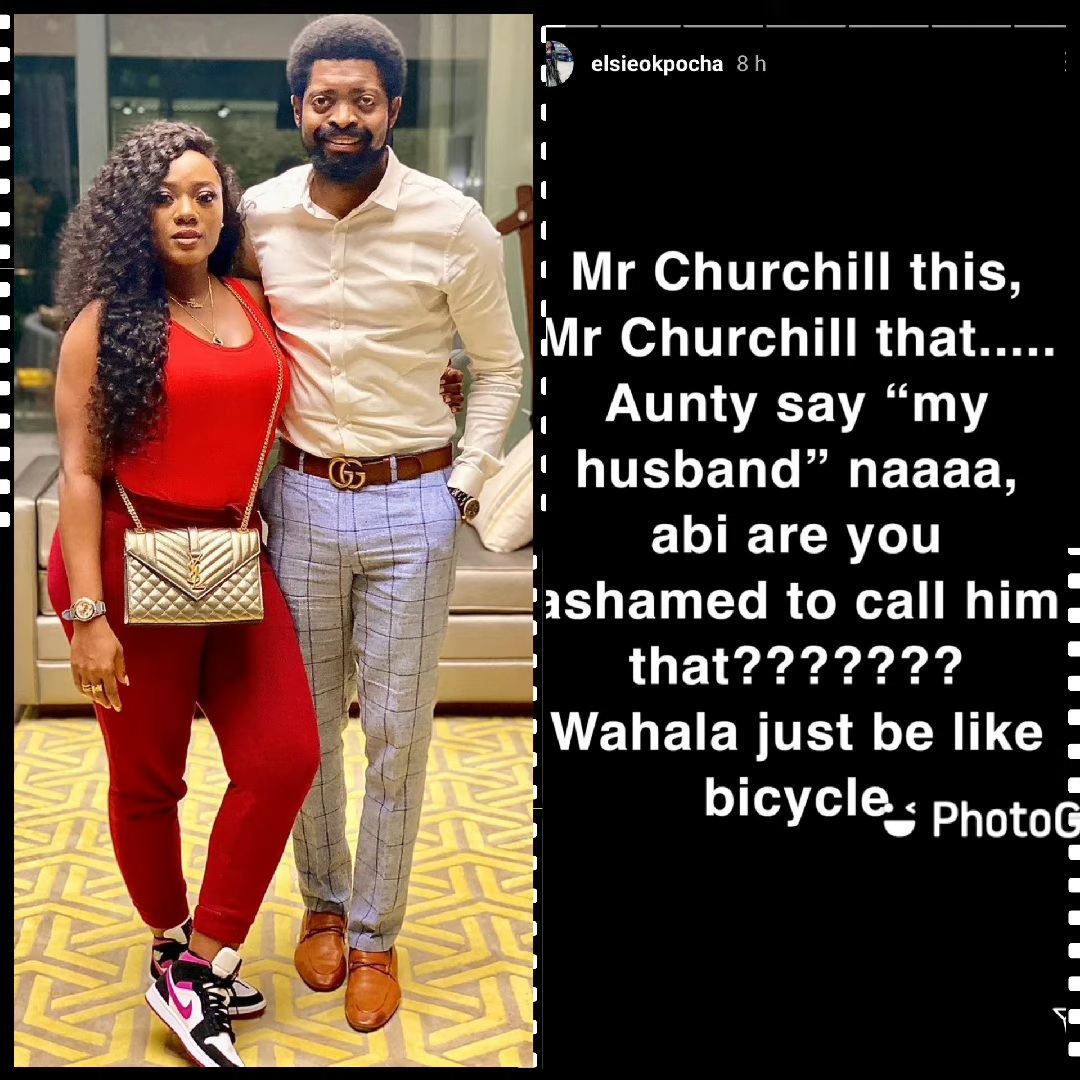 elsieokpocha 8 h
Mr Churchill this,
Mr Churchill that.....
Aunty say “my
husband” naaaa,
abi are you
ashamed to call him
that???????
Wahala just be like
bicycle
PhotoG